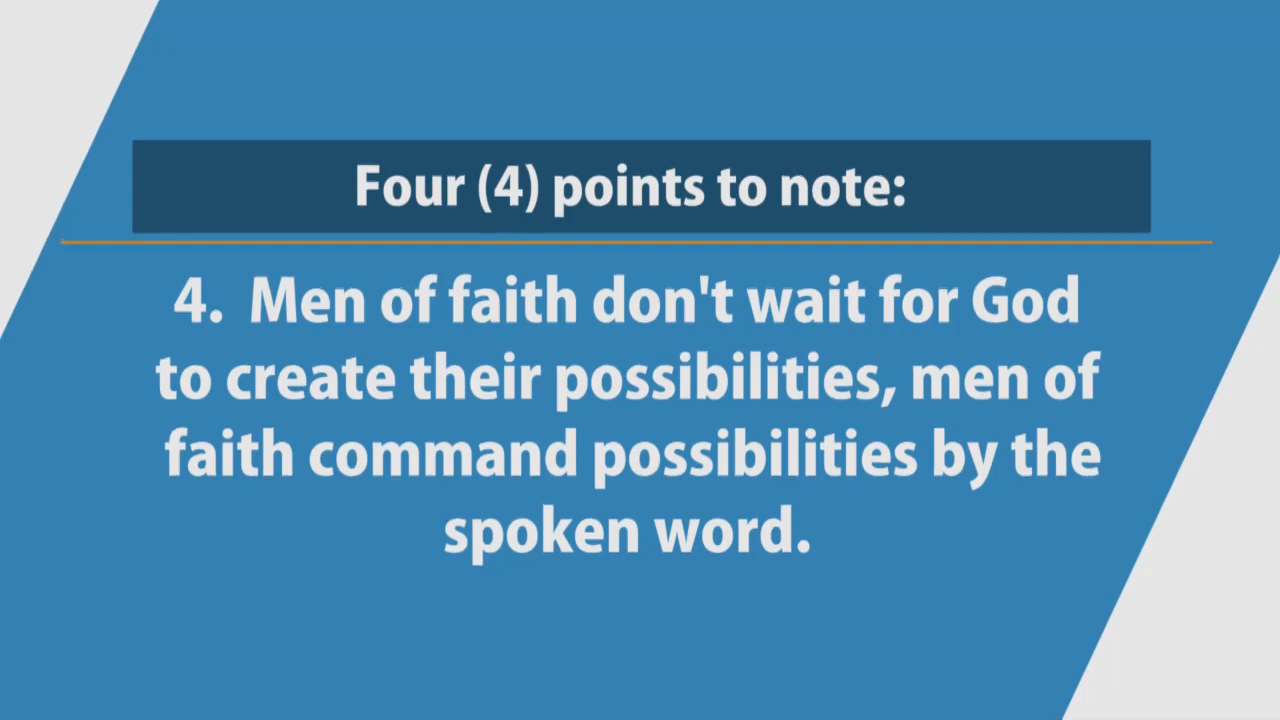 Four (4) points to note:
4. Men of faith don't wait for God
to create their possibilities, men of
faith command possibilities by the
spoken word.